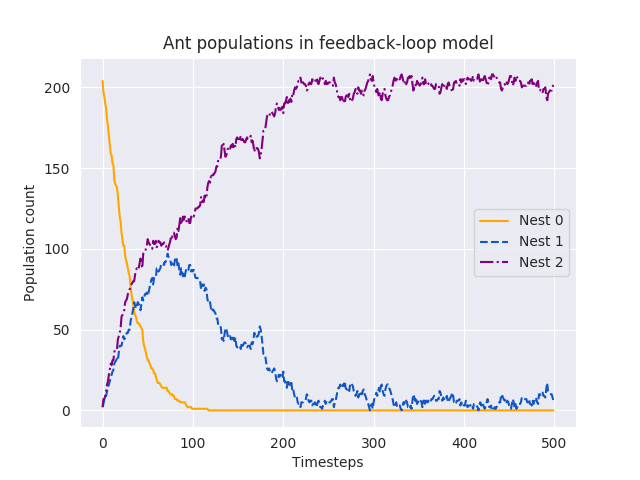 Ant populations in feedback-loop model
Population count
200
150
100
50
0
Nest 0
Nest 1
Nest 2
0 100 200 300 400 500
Timesteps